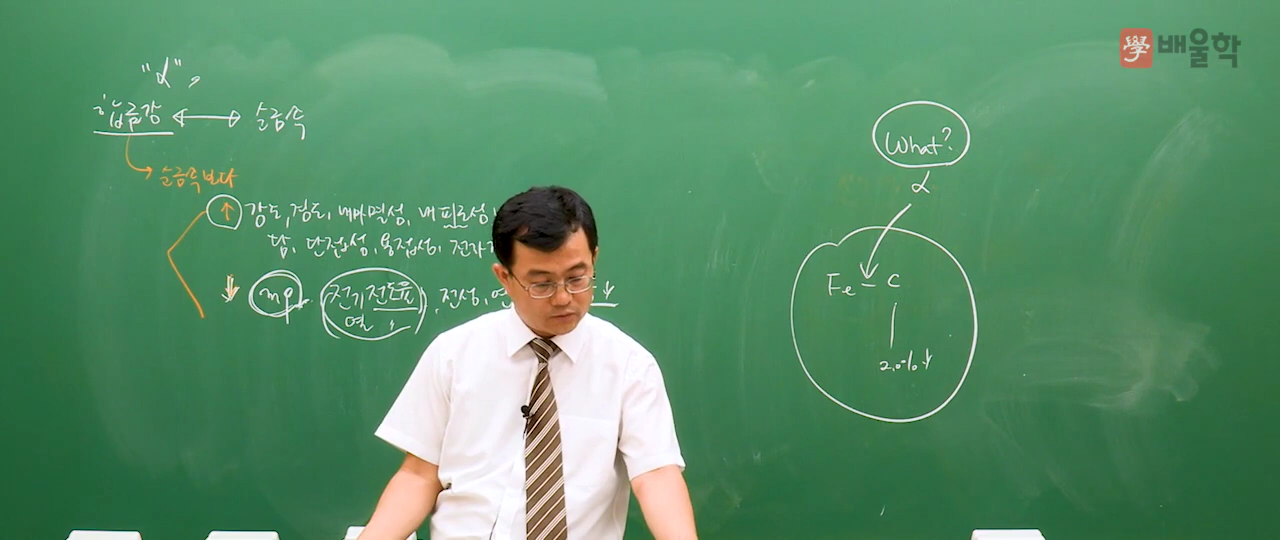 學 배울학
"α",
합금강 ↔ 순금속
순금속보다
↑ 강도, 경도, 내마멸성, 내피로성,
담, 단접성, 용접성, 전자기
↓ mp, 전기전도율, 전성, 연 ↓
열 〃
What?
α
Fe - C
2.0% ↓